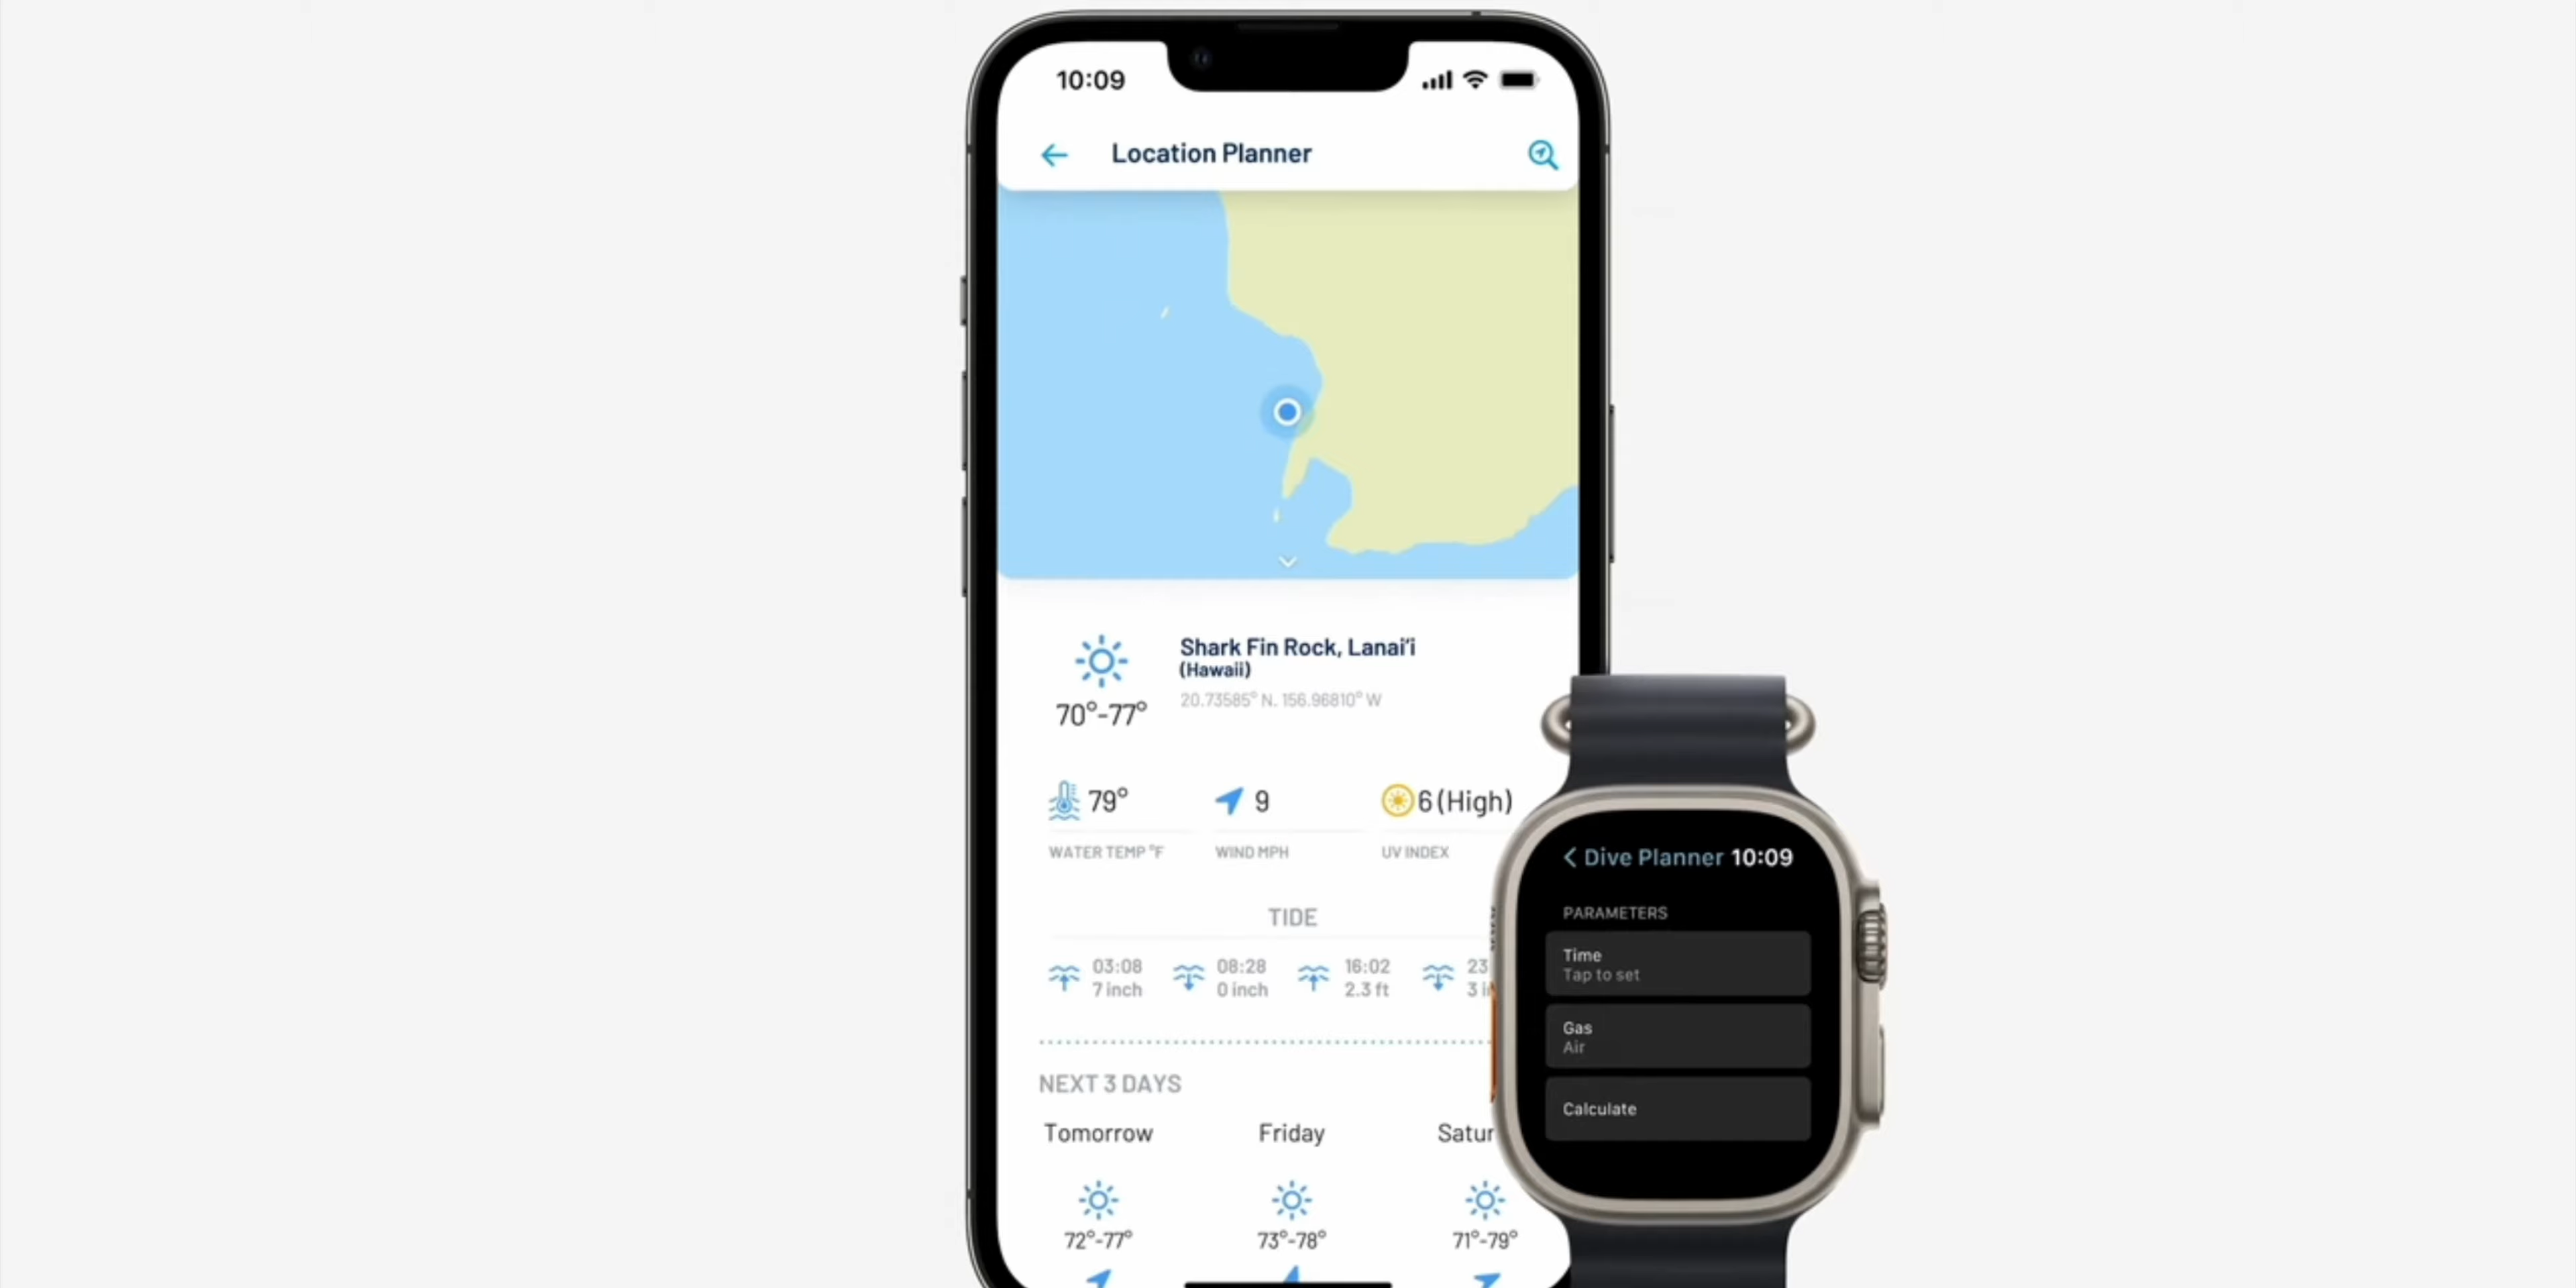 10:09
Location Planner
Shark Fin Rock, Lanai'i
(Hawaii)
20.73585° N. 156.96810° W
70°-77°
79°
9
6 (High)
WATER TEMP °F
WIND MPH
UV INDEX
TIDE
03:08
7 inch
08:28
0 inch
16:02
2.3 ft
23
3
NEXT 3 DAYS
Tomorrow
Friday
72°-77°
73°-78°
71°-79°
Dive Planner 10:09
PARAMETERS
Time
Tap to set
Gas
Air
Calculate